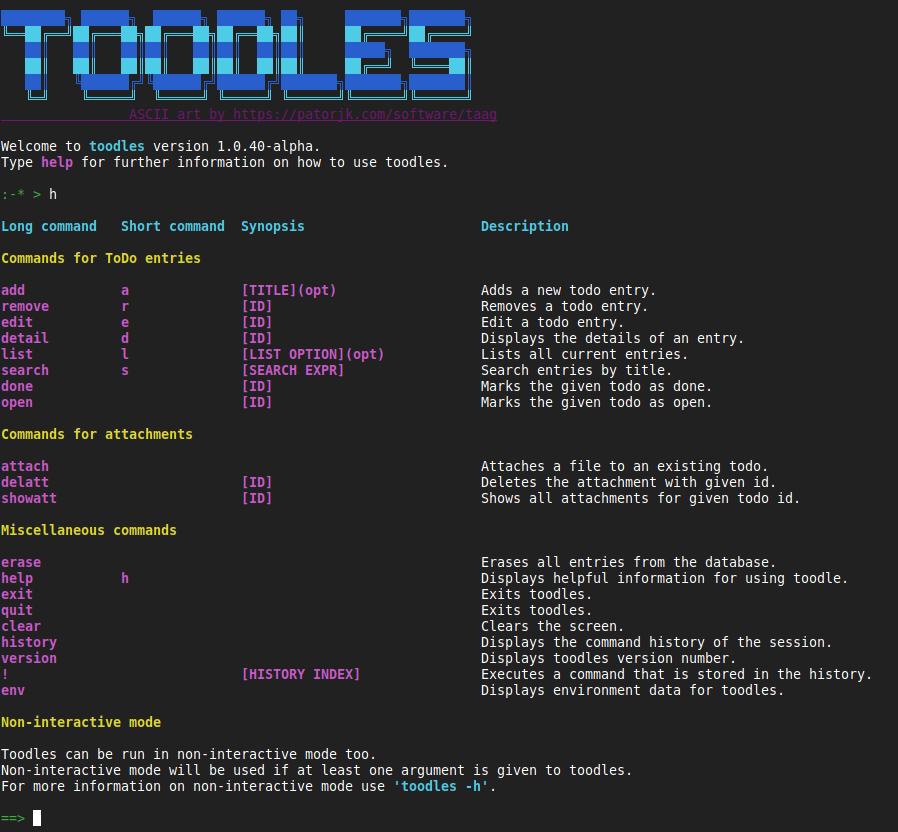 TOODLES
ASCII art by https://patorjk.com/software/taag
Welcome to toodles version 1.0.40-alpha.
Type help for further information on how to use toodles.
:-* > h
Long command Short command Synopsis Description
Commands for ToDo entries
add a [TITLE](opt) Adds a new todo entry.
remove r [ID] Removes a todo entry.
edit e [ID] Edit a todo entry.
detail d [ID] Displays the details of an entry.
list l [LIST OPTION](opt) Lists all current entries.
search s [SEARCH EXPR] Search entries by title.
done [ID] Marks the given todo as done.
open [ID] Marks the given todo as open.
Commands for attachments
attach Attaches a file to an existing todo.
delatt [ID] Deletes the attachment with given id.
showatt [ID] Shows all attachments for given todo id.
Miscellaneous commands
erase Erases all entries from the database.
help h Displays helpful information for using toodle.
exit Exits toodles.
quit Exits toodles.
clear Clears the screen.
history Displays the command history of the session.
version Displays toodles version number.
! [HISTORY INDEX] Executes a command that is stored in the history.
env Displays environment data for toodles.
Non-interactive mode
Toodles can be run in non-interactive mode too.
Non-interactive mode will be used if at least one argument is given to toodles.
For more information on non-interactive mode use 'toodles -h'.
==>